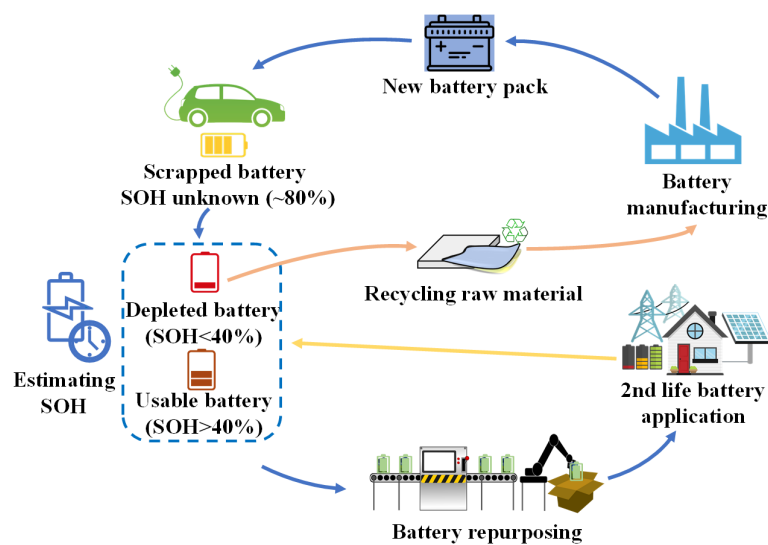 New battery pack
Scrapped battery
SOH unknown (~80%)
Battery
manufacturing
Depleted battery
(SOH<40%)
Recycling raw material
Estimating
SOH
Usable battery
(SOH>40%)
2nd life battery
application
Battery repurposing